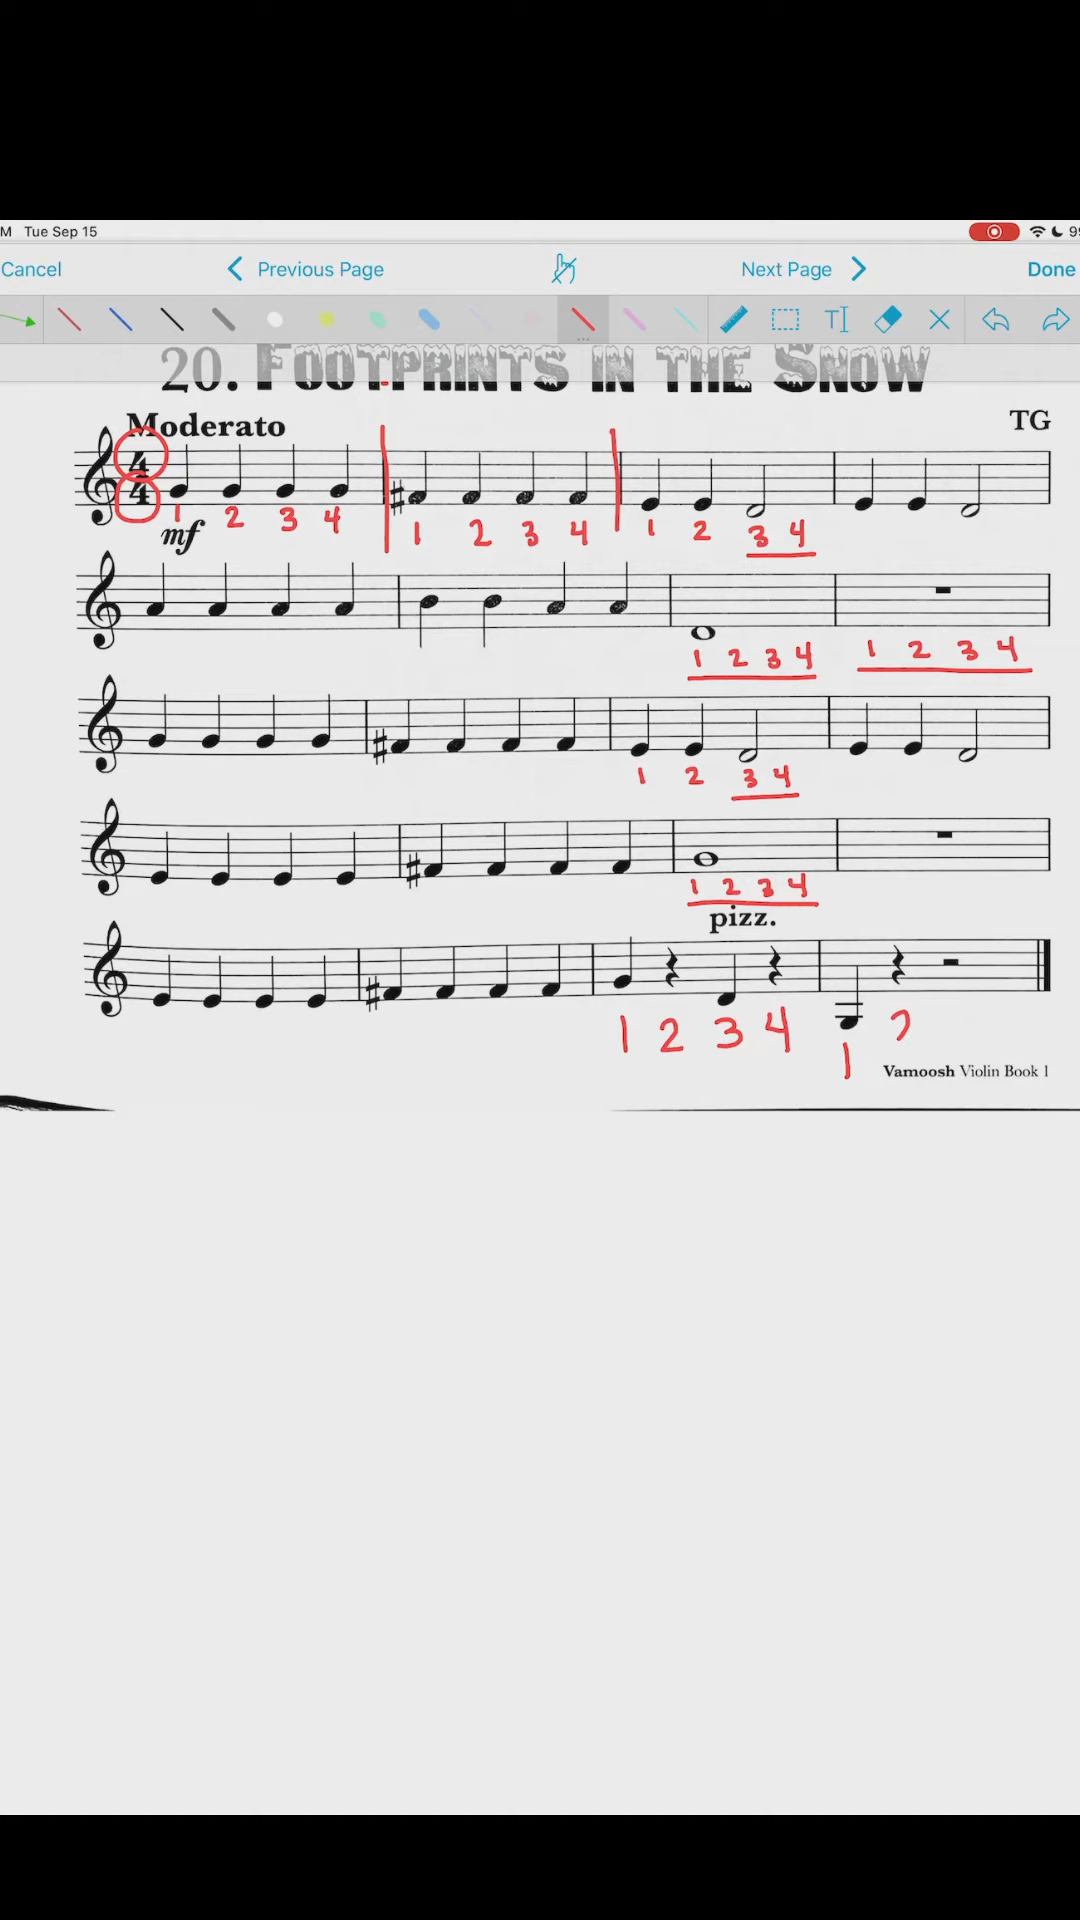 M Tue Sep 15
Cancel Previous Page Next Page Done
20. FOOTPRINTS IN THE SNOW
Moderato TG
4
4
1 2 3 4 1 2 3 4 1 2 3 4
mf
1 2 3 4 1 2 3 4
1 2 3 4
1 2 3 4
pizz.
1 2 3 4 1 2
Vamoosh Violin Book 1